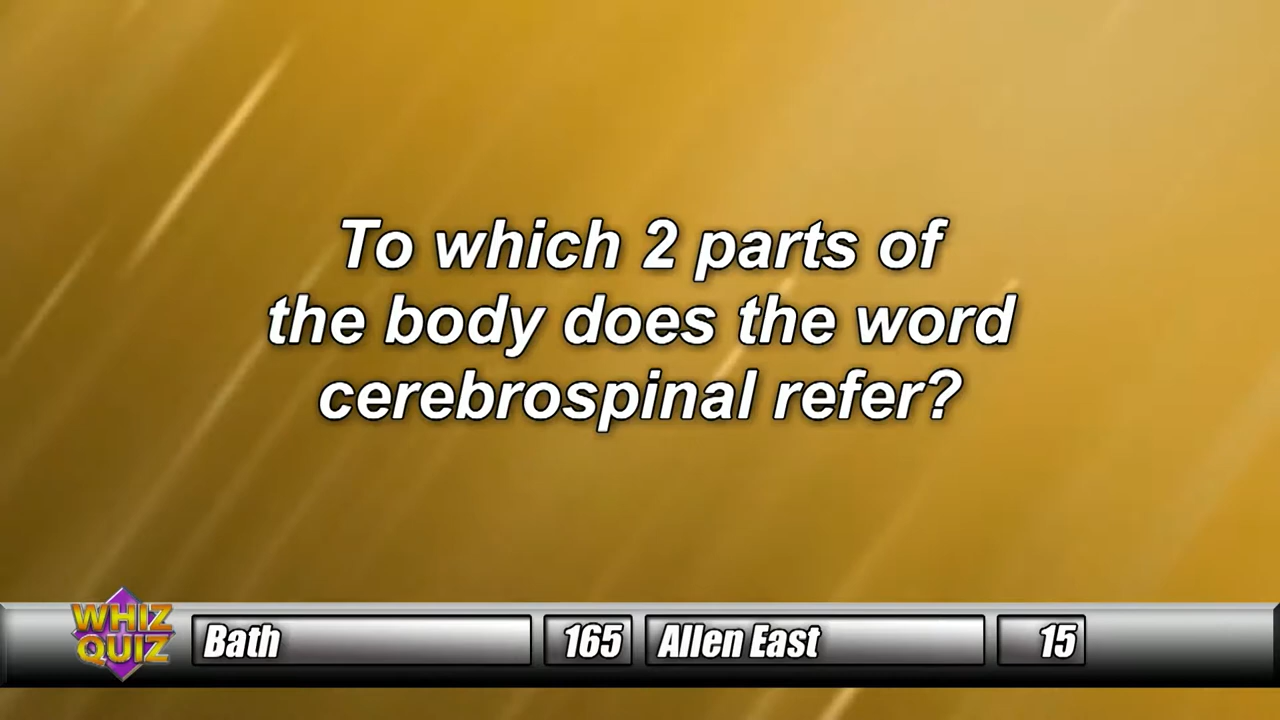 To which 2 parts of
the body does the word
cerebrospinal refer?
WHIZ
QUIZ
Bath 165 Allen East 15